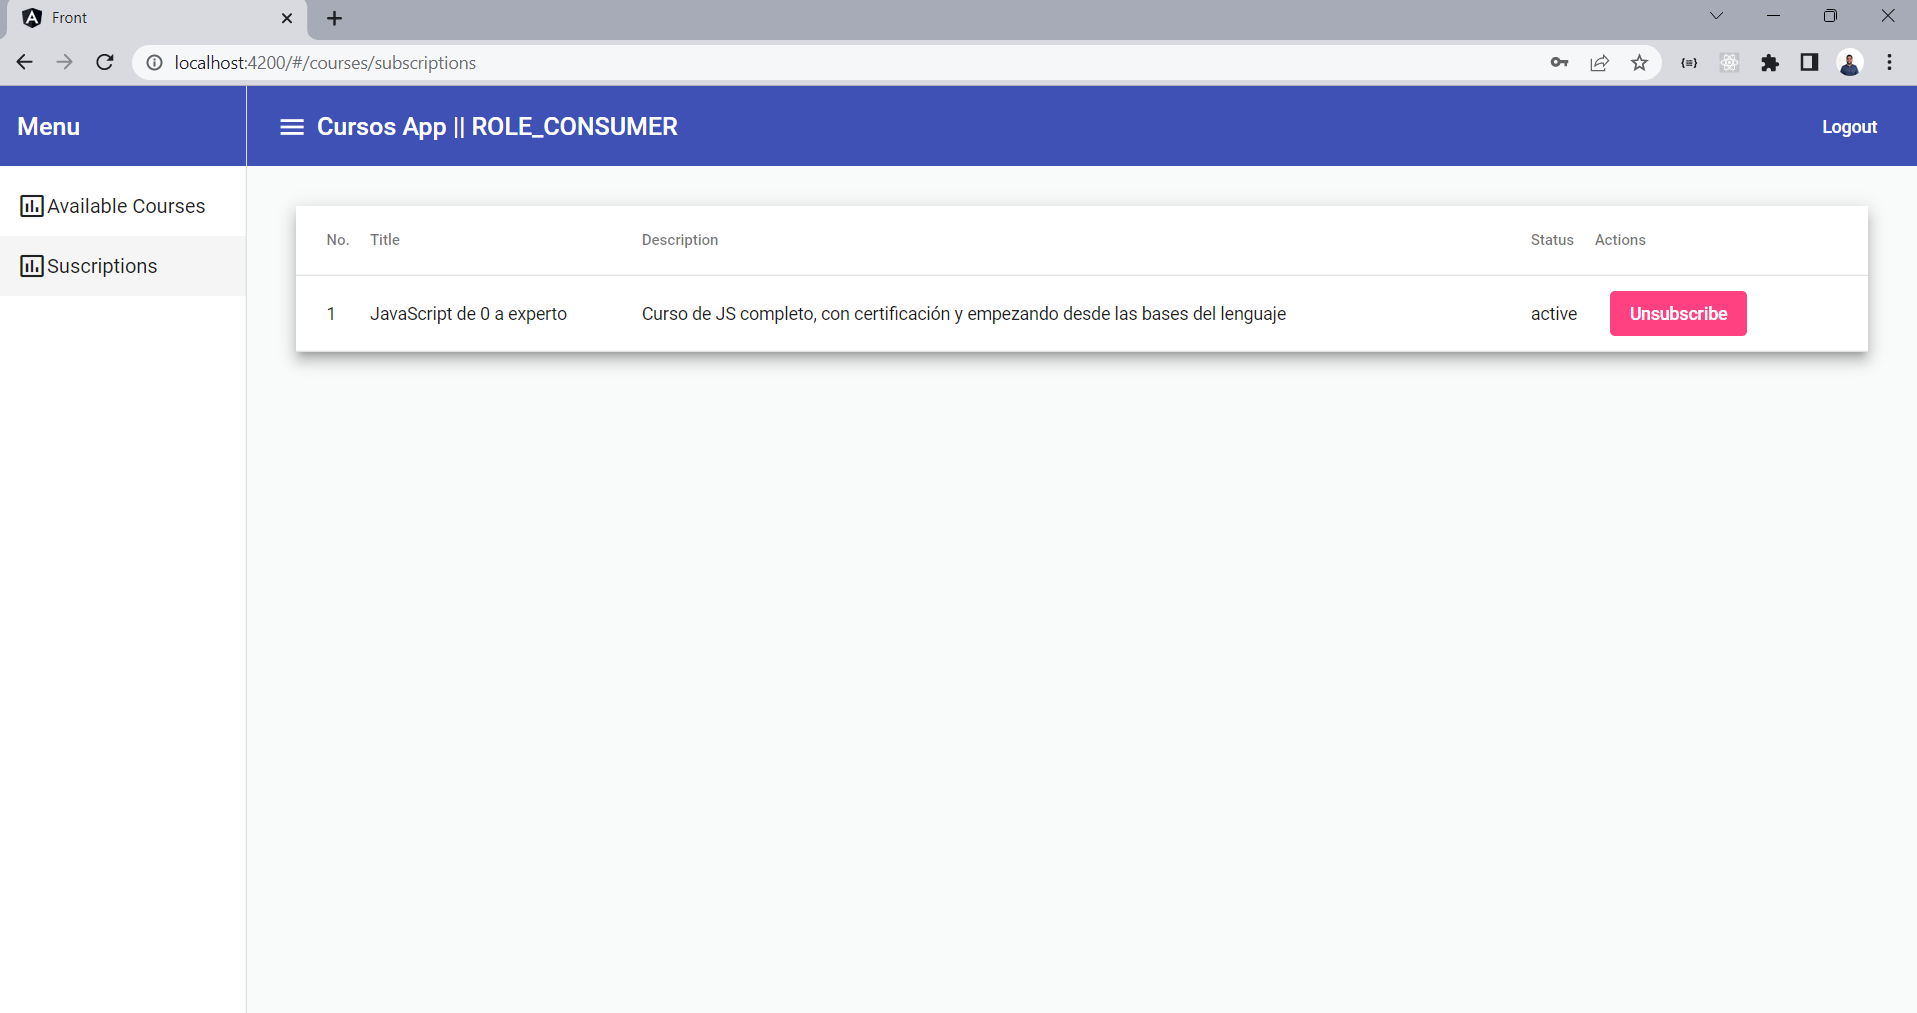 Front
localhost:4200/#/courses/subscriptions
Menu
Cursos App || ROLE_CONSUMER
Logout
Available Courses
Suscriptions
No. Title Description Status Actions
1 JavaScript de 0 a experto Curso de JS completo, con certificación y empezando desde las bases del lenguaje active Unsubscribe